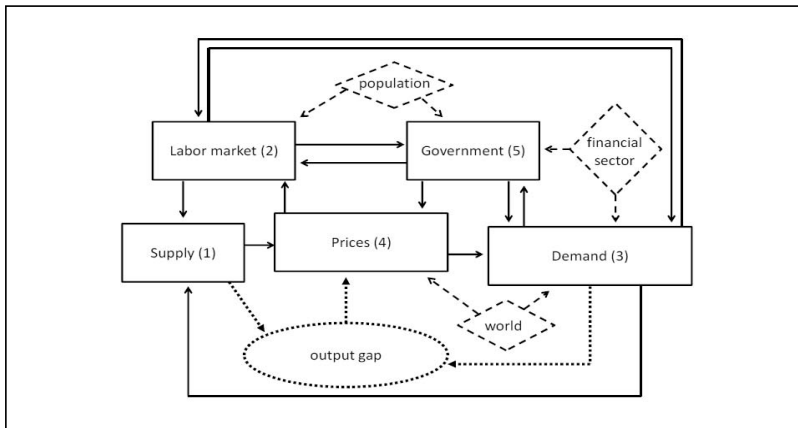 population
Labor market (2)
Government (5)
financial
sector
Supply (1)
Prices (4)
Demand (3)
world
output gap